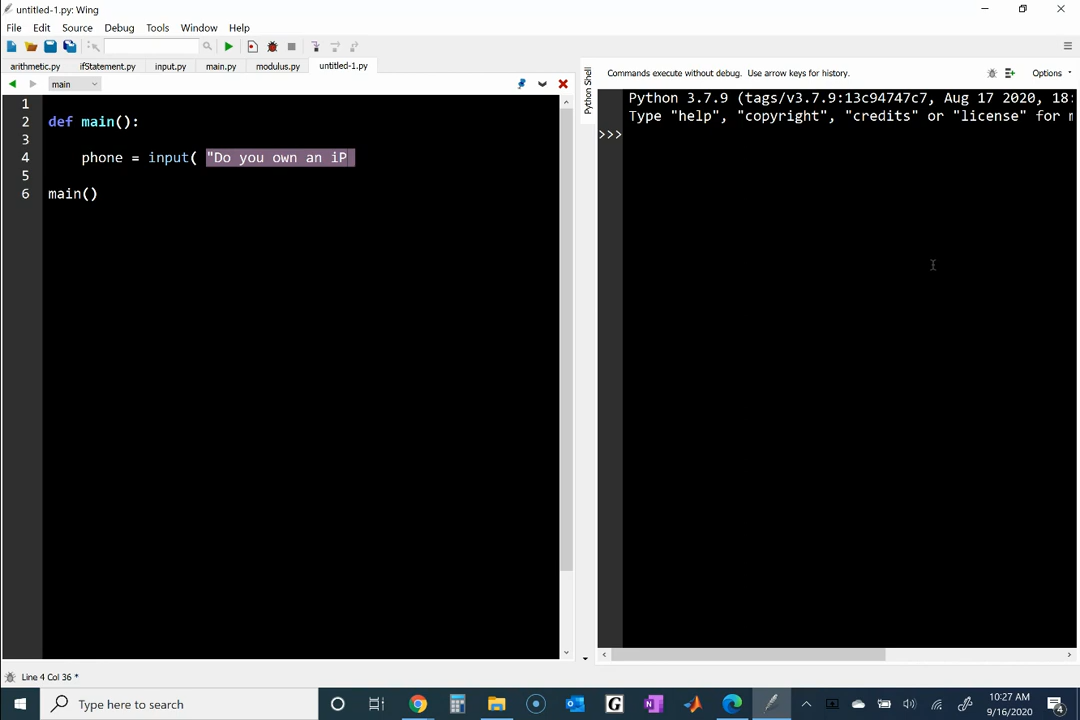 untitled-1.py: Wing
File Edit Source Debug Tools Window Help
arithmetic.py ifStatement.py input.py main.py modulus.py untitled-1.py
main
Python Shell
Commands execute without debug. Use arrow keys for history.
Options
1
2 def main():
3
4 phone = input( "Do you own an iP
5
6 main()
Python 3.7.9 (tags/v3.7.9:13c94747c7, Aug 17 2020, 18:
Type "help", "copyright", "credits" or "license" for m
>>>
Line 4 Col 36 *
Type here to search
G
N
10:27 AM
9/16/2020
4